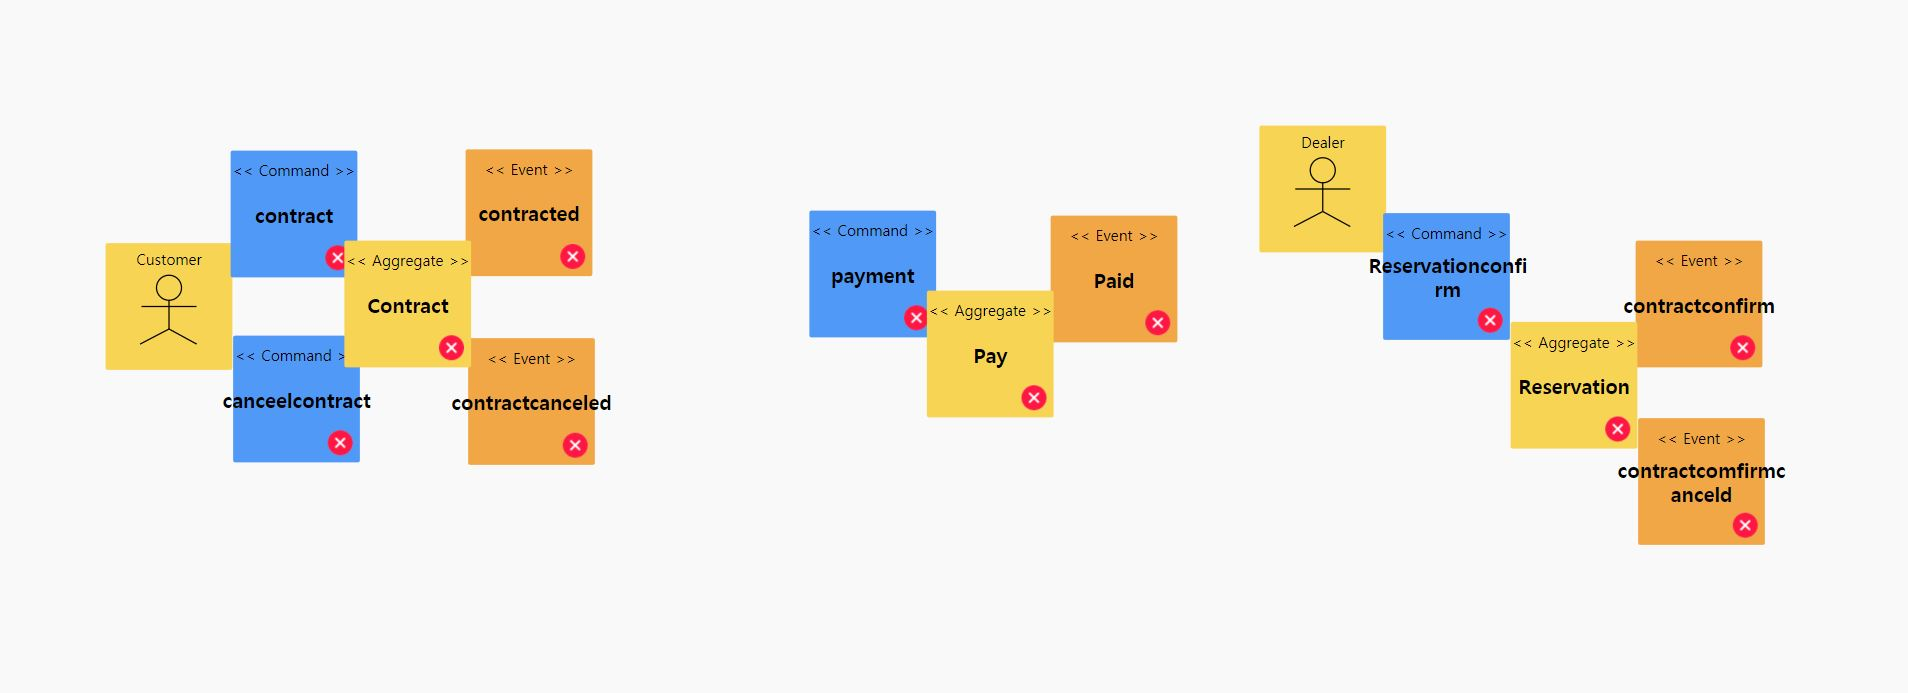 Customer
<< Command >>
contract
<< Command >
canceelcontract
<< Aggregate >>
Contract
<< Event >>
contracted
<< Event >>
contractcanceled
<< Command >>
payment
<< Aggregate >>
Pay
<< Event >>
Paid
Dealer
<< Command >>
Reservationconfi
rm
<< Aggregate >>
Reservation
<< Event >>
contractconfirm
<< Event >>
contractcomfirmc
anceld